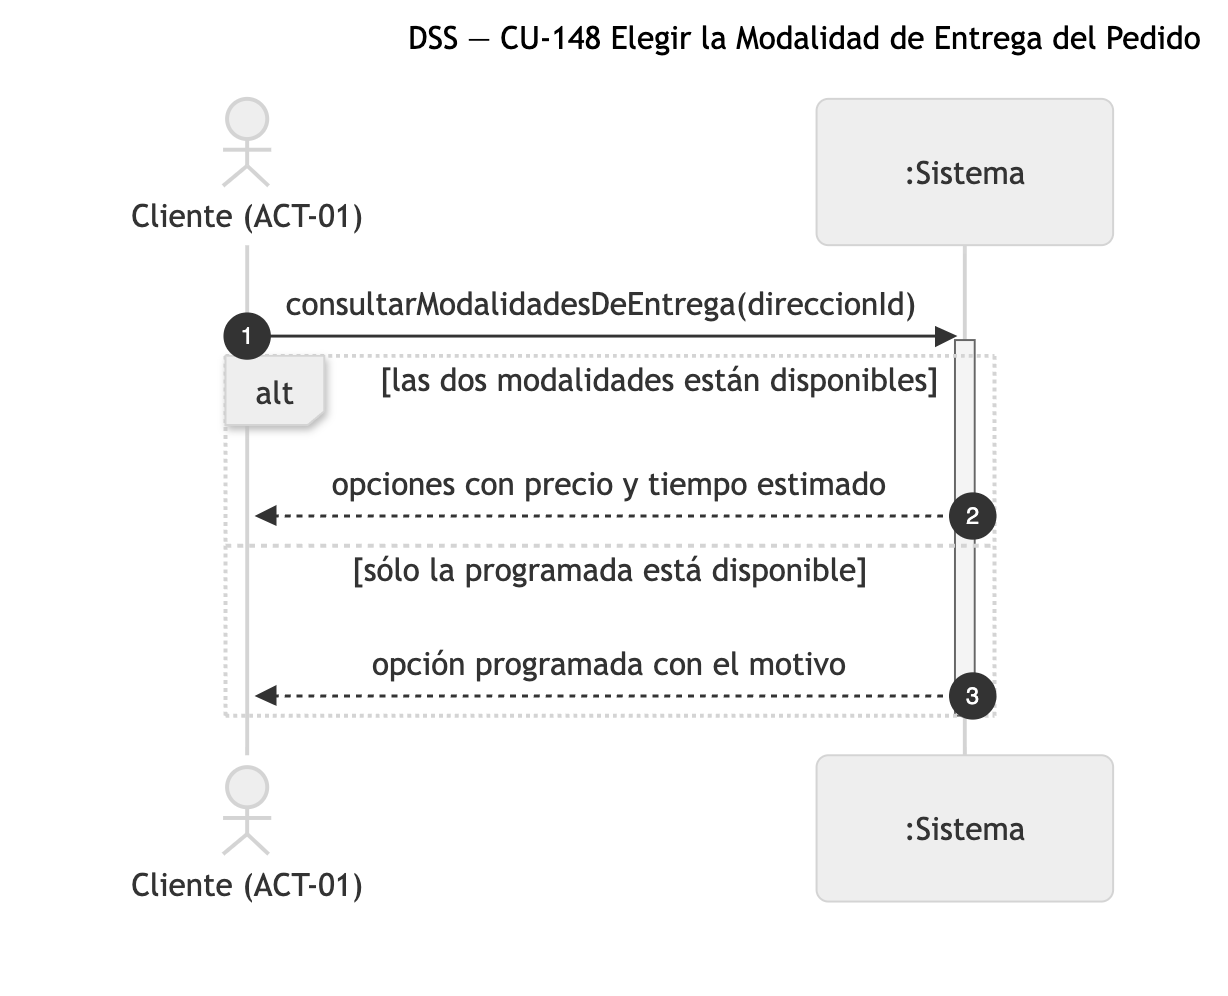 DSS — CU-148 Elegir la Modalidad de Entrega del Pedido
Cliente (ACT-01)
:Sistema
consultarModalidadesDeEntrega(direccionId)
1
alt
[las dos modalidades están disponibles]
opciones con precio y tiempo estimado
2
[sólo la programada está disponible]
opción programada con el motivo
3
Cliente (ACT-01)
:Sistema